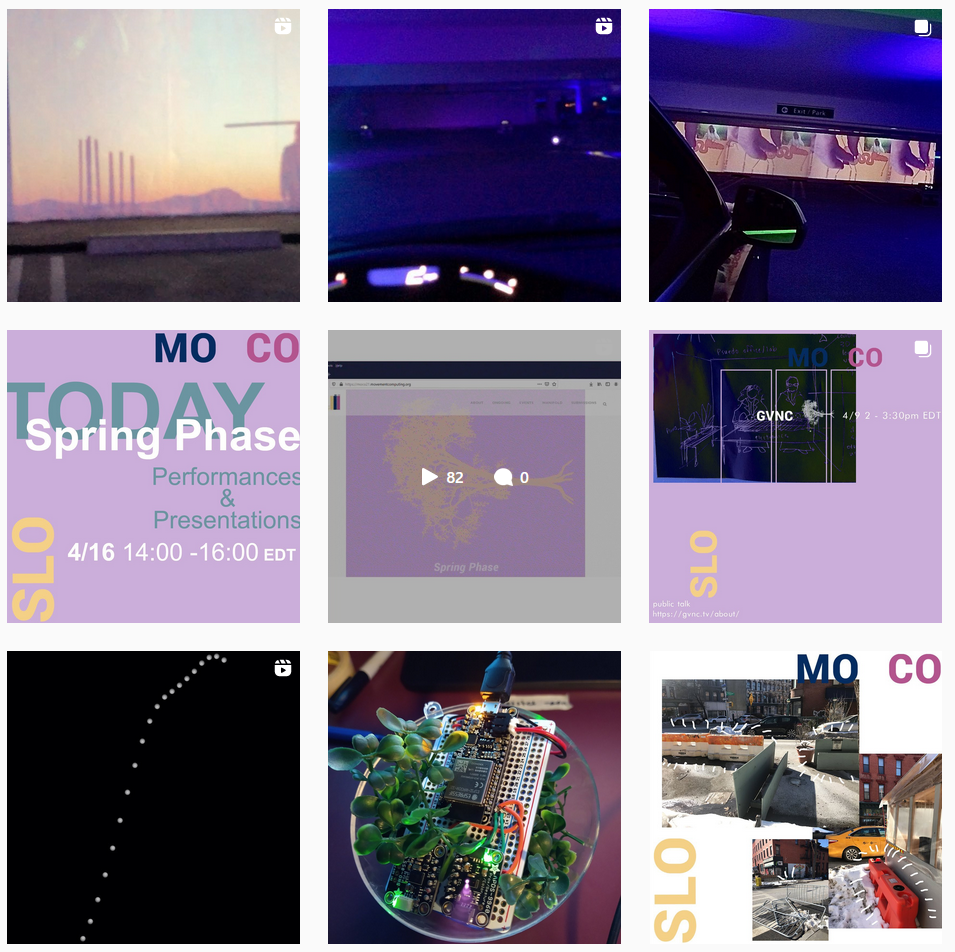 Exit / Park
MO CO
TODAY
Spring Phase
Performances
&
Presentations
SLO
4/16 14:00 -16:00 EDT
82 0
Spring Phase
MO CO
GVNC
4/9 2 - 3:30pm EDT
SLO
public talk
https://gvnc.tv/about/
MO CO
SLO